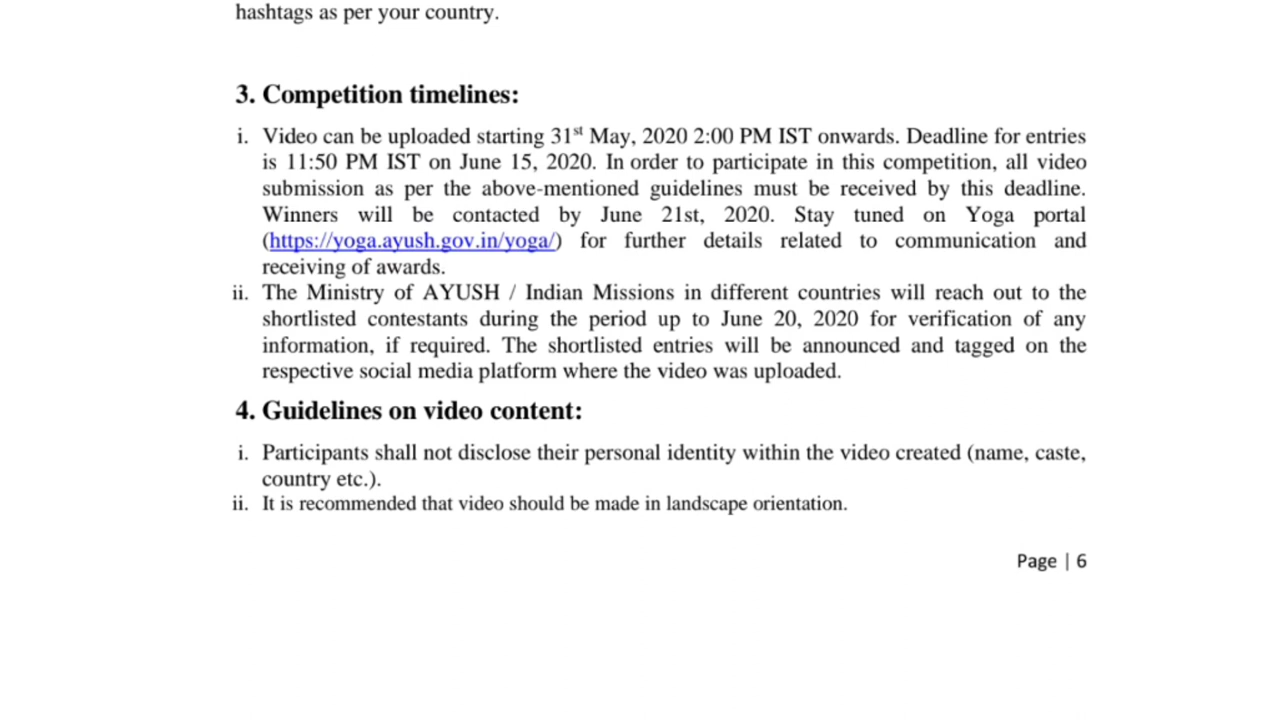 hashtags as per your country.
3. Competition timelines:
i. Video can be uploaded starting 31st May, 2020 2:00 PM IST onwards. Deadline for entries
is 11:50 PM IST on June 15, 2020. In order to participate in this competition, all video
submission as per the above-mentioned guidelines must be received by this deadline.
Winners will be contacted by June 21st, 2020. Stay tuned on Yoga portal
(https://yoga.ayush.gov.in/yoga/) for further details related to communication and
receiving of awards.
ii. The Ministry of AYUSH / Indian Missions in different countries will reach out to the
shortlisted contestants during the period up to June 20, 2020 for verification of any
information, if required. The shortlisted entries will be announced and tagged on the
respective social media platform where the video was uploaded.
4. Guidelines on video content:
i. Participants shall not disclose their personal identity within the video created (name, caste,
country etc.).
ii. It is recommended that video should be made in landscape orientation.
Page | 6